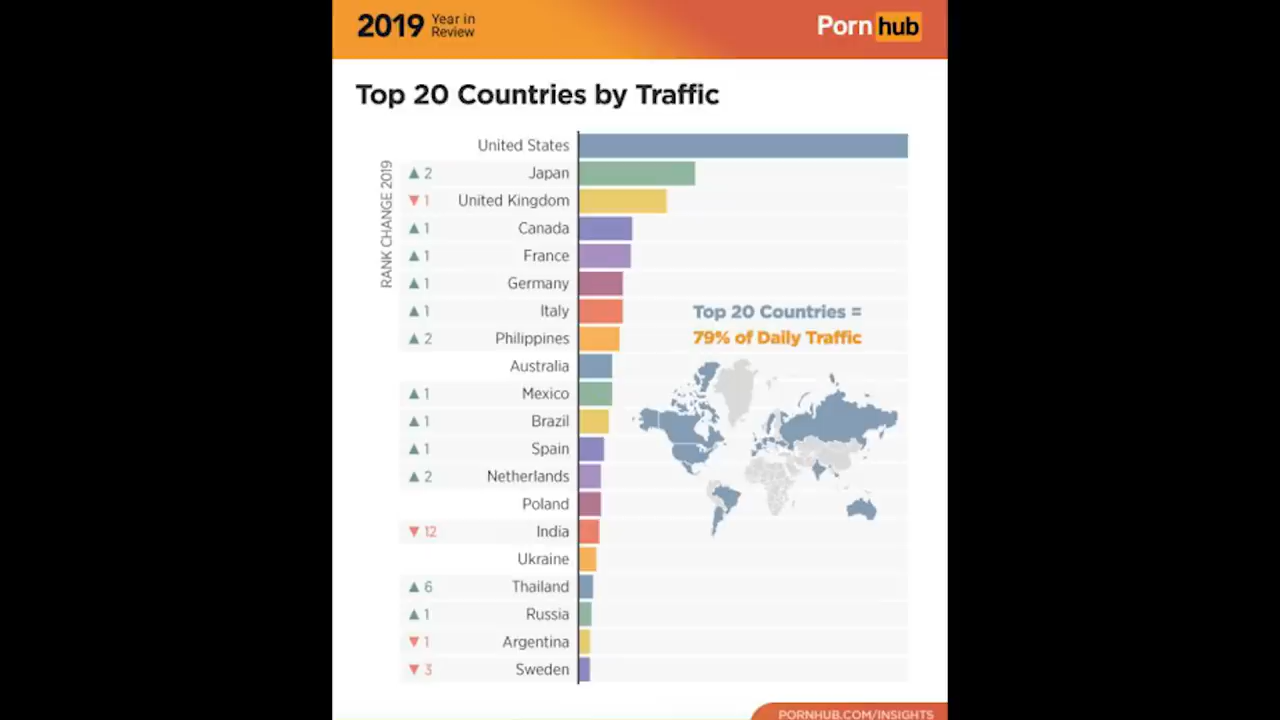 2019 Year in Review
Porn hub
Top 20 Countries by Traffic
RANK CHANGE 2019
United States
▲ 2 Japan
▼ 1 United Kingdom
▲ 1 Canada
▲ 1 France
▲ 1 Germany
▲ 1 Italy
▲ 2 Philippines
Australia
▲ 1 Mexico
▲ 1 Brazil
▲ 1 Spain
▲ 2 Netherlands
Poland
▼ 12 India
Ukraine
▲ 6 Thailand
▲ 1 Russia
▼ 1 Argentina
▼ 3 Sweden
Top 20 Countries =
79% of Daily Traffic
PORNHUB.COM/INSIGHTS